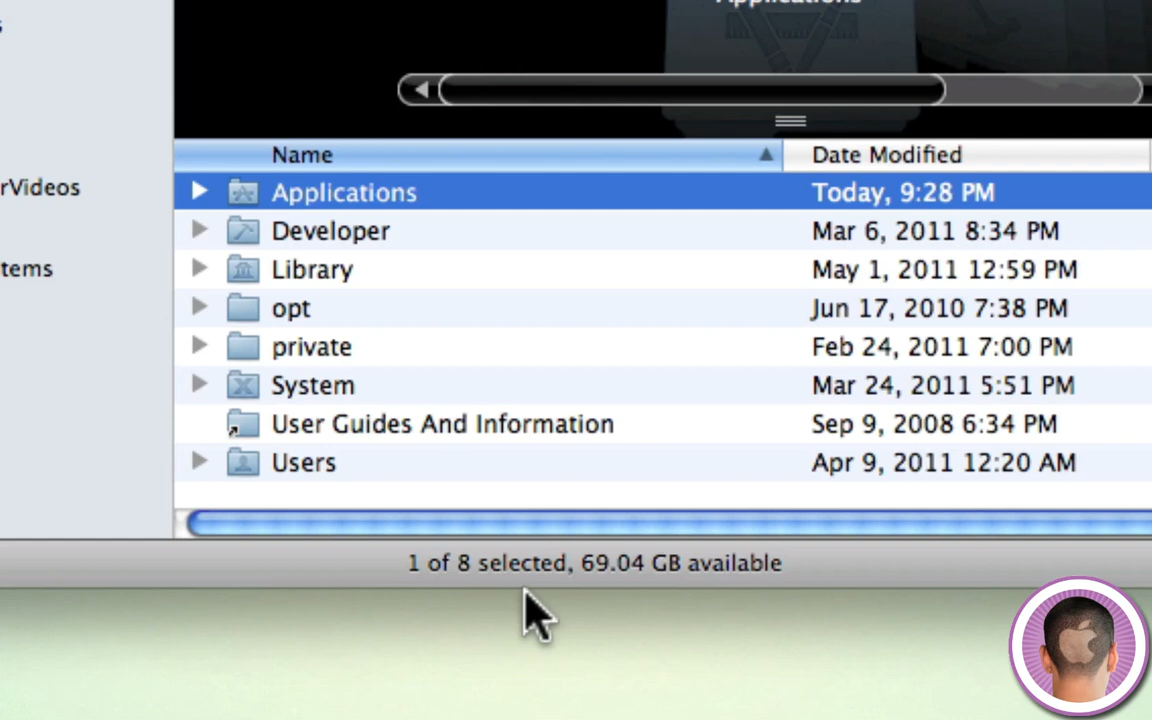 Applications
Name Date Modified
rVideos
Applications Today, 9:28 PM
Developer Mar 6, 2011 8:34 PM
tems
Library May 1, 2011 12:59 PM
opt Jun 17, 2010 7:38 PM
private Feb 24, 2011 7:00 PM
System Mar 24, 2011 5:51 PM
User Guides And Information Sep 9, 2008 6:34 PM
Users Apr 9, 2011 12:20 AM
1 of 8 selected, 69.04 GB available